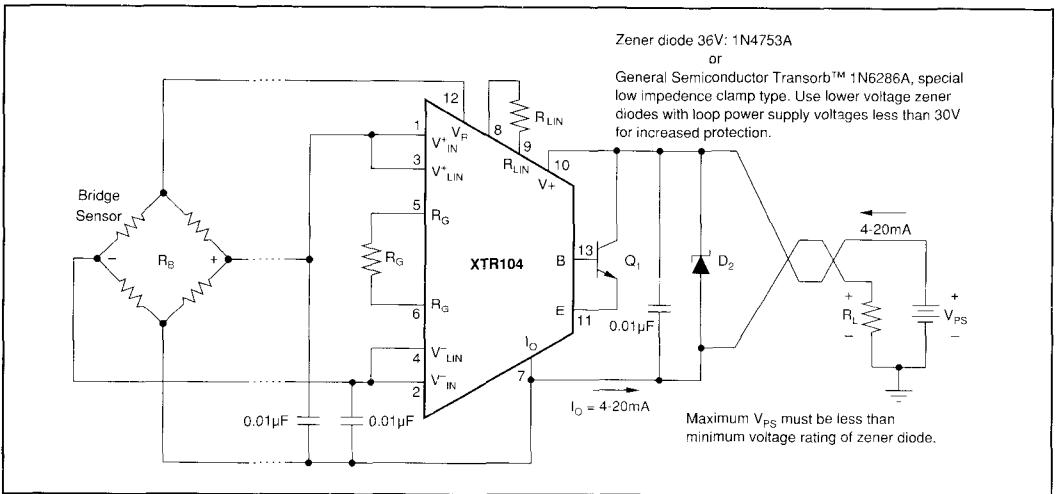 Zener diode 36V: 1N4753A
or
General Semiconductor Transorb™ 1N6286A, special
low impedence clamp type. Use lower voltage zener
diodes with loop power supply voltages less than 30V
for increased protection.
12
V_R
8
R_LIN
9
R_LIN
10
V+
1
V⁺_IN
3
V⁺_LIN
Bridge
Sensor
R_B
–
+
5
R_G
R_G
R_G
6
XTR104
B
13
Q₁
E
11
0.01µF
D₂
4-20mA
+
R_L
–
+
V_PS
–
4
V⁻_LIN
2
V⁻_IN
I_O
7
I_O = 4-20mA
0.01µF
0.01µF
Maximum V_PS must be less than
minimum voltage rating of zener diode.